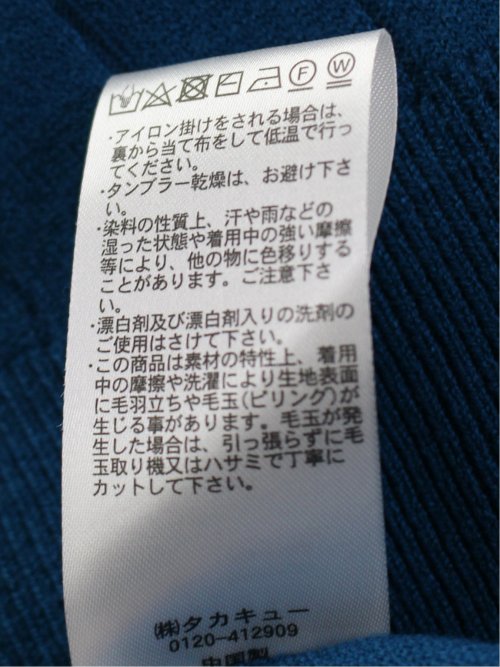 F W
・アイロン掛けをされる場合は、
裏から当て布をして低温で行っ
てください。
・タンブラー乾燥は、お避け下さ
い。
・染料の性質上、汗や雨などの
湿った状態や着用中の強い摩擦
等により、他の物に色移りする
ことがあります。ご注意下さ
い。
・漂白剤及び漂白剤入りの洗剤の
ご使用はさけて下さい。
・この商品は素材の特性上、着用
中の摩擦や洗濯により生地表面
に毛羽立ちや毛玉(ピリング)が
生じる事があります。毛玉が発
生した場合は、引っ張らずに毛
玉取り機又はハサミで丁寧に
カットして下さい。
(株)タカキュー
0120-412909
中国製